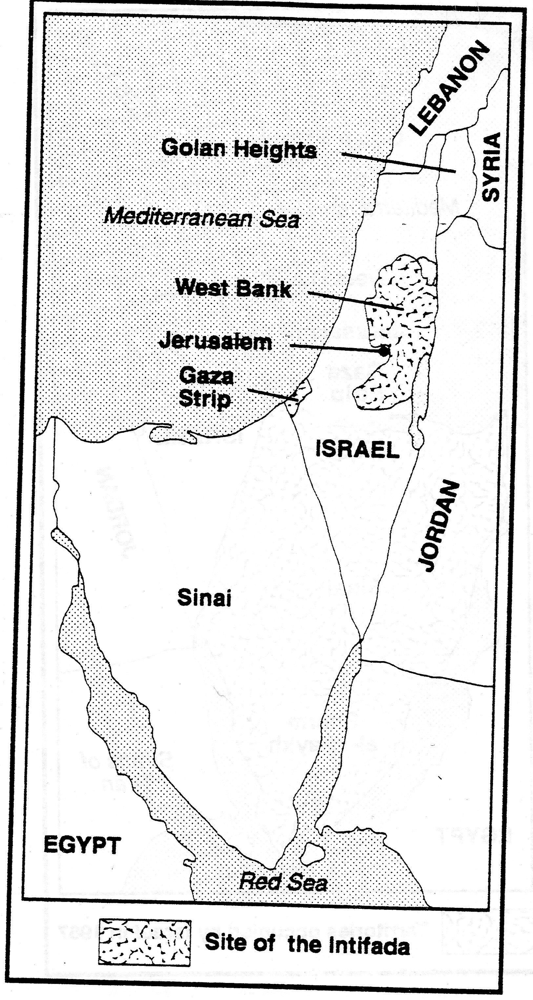 LEBANON
Golan Heights
SYRIA
Mediterranean Sea
West Bank
Jerusalem
Gaza
Strip
ISRAEL
JORDAN
Sinai
EGYPT
Red Sea
Site of the Intifada